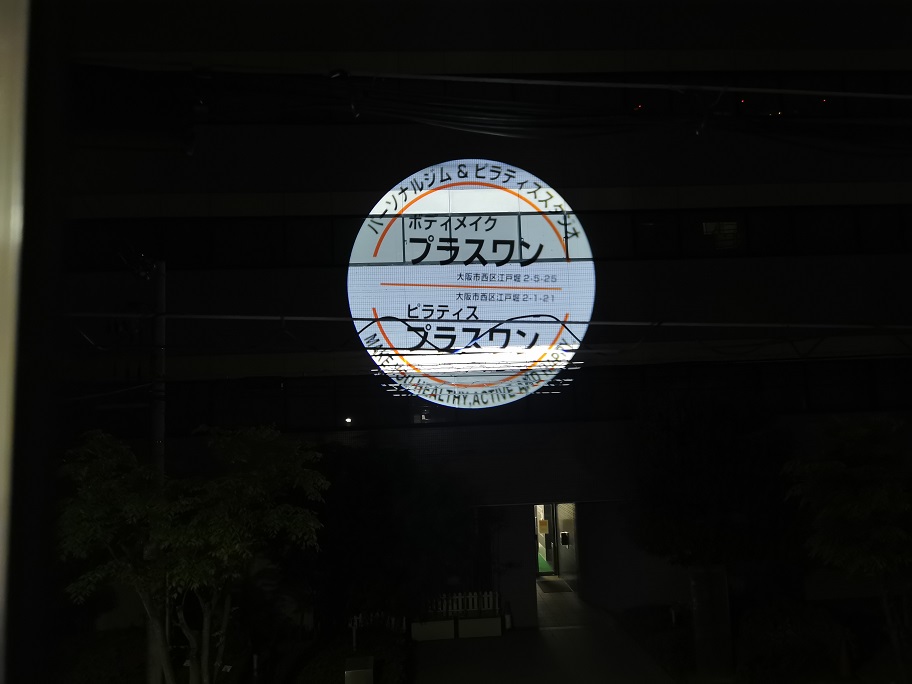 パーソナルジム & ピラティススタジオ
ボディメイク
プラスワン
大阪市西区江戸堀 2-5-25
大阪市西区江戸堀 2-1-21
ピラティス
プラスワン
MAKE YOU HEALTHY, ACTIVE AND